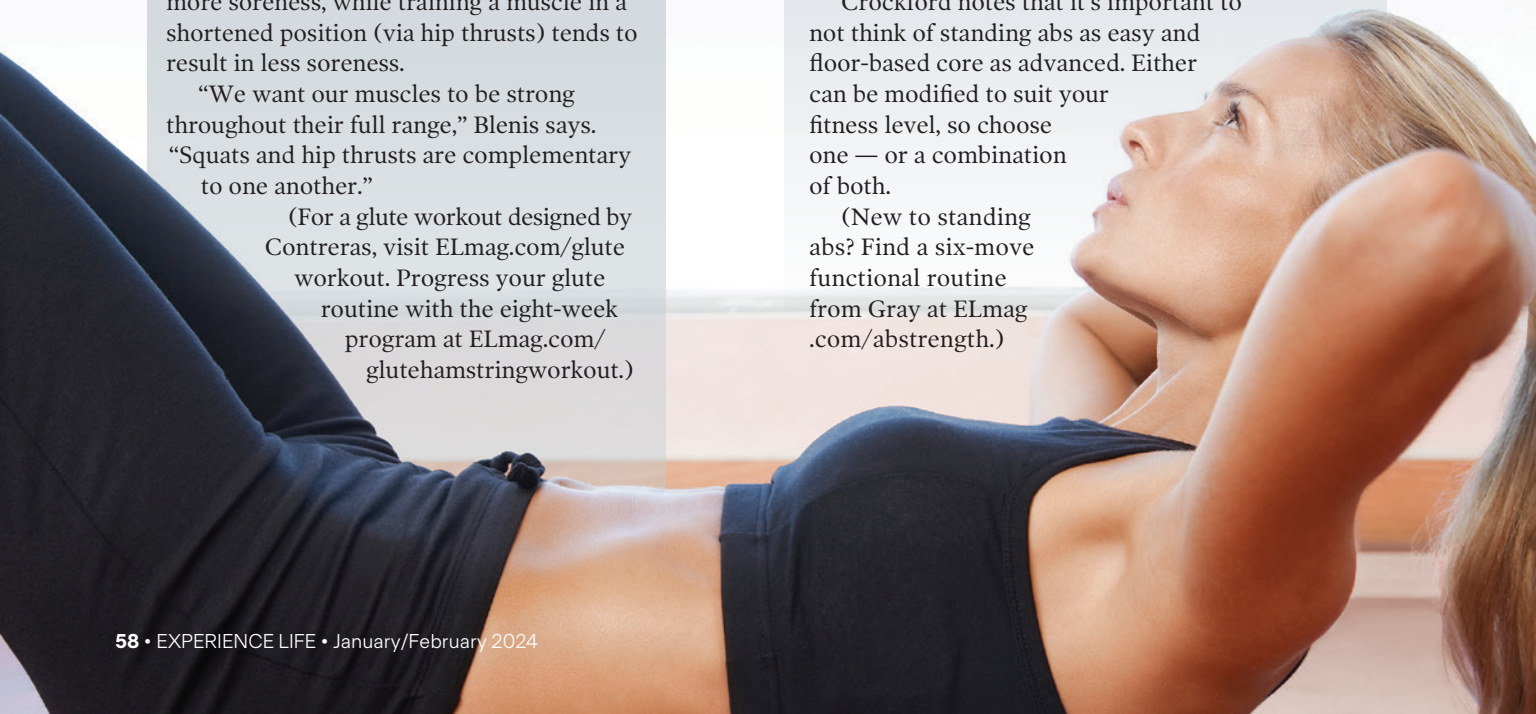 more soreness, while training a muscle in a
shortened position (via hip thrusts) tends to
result in less soreness.
“We want our muscles to be strong
throughout their full range,” Blenis says.
“Squats and hip thrusts are complementary
to one another.”
(For a glute workout designed by
Contreras, visit ELmag.com/glute
workout. Progress your glute
routine with the eight-week
program at ELmag.com/
glutehamstringworkout.)
Crockford notes that it’s important to
not think of standing abs as easy and
floor-based core as advanced. Either
can be modified to suit your
fitness level, so choose
one — or a combination
of both.
(New to standing
abs? Find a six-move
functional routine
from Gray at ELmag
.com/abstrength.)
58 • EXPERIENCE LIFE • January/February 2024